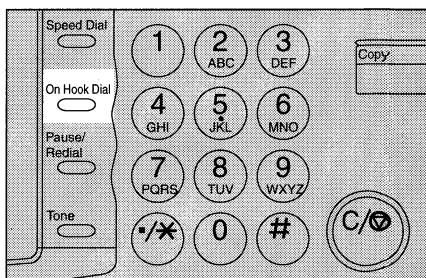 Speed Dial
On Hook Dial
Pause/
Redial
Tone
1
2
ABC
3
DEF
4
GHI
5
JKL
6
MNO
7
PQRS
8
TUV
9
WXYZ
•/*
0
#
Copy
C/